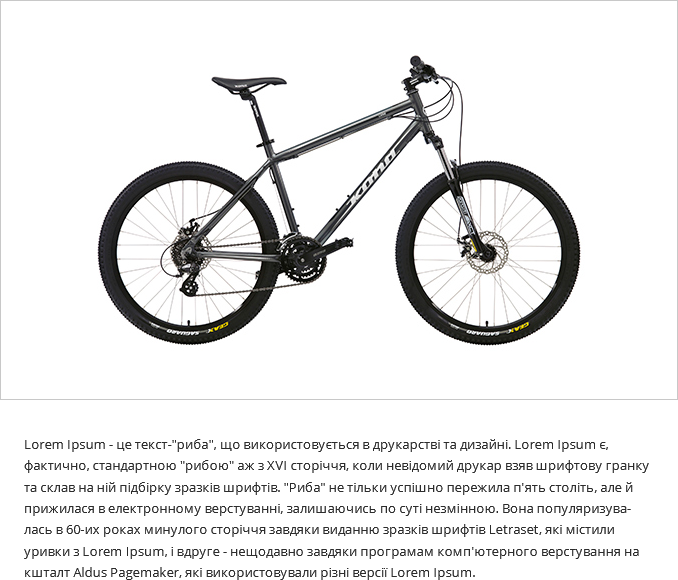 KONA
GEAX SAGUARO
GEAX SAGUARO
Lorem Ipsum - це текст-"риба", що використовується в друкарстві та дизайні. Lorem Ipsum є,
фактично, стандартною "рибою" аж з XVI сторіччя, коли невідомий друкар взяв шрифтову гранку
та склав на ній підбірку зразків шрифтів. "Риба" не тільки успішно пережила п'ять століть, але й
прижилася в електронному верстуванні, залишаючись по суті незмінною. Вона популяризува-
лась в 60-их роках минулого сторіччя завдяки виданню зразків шрифтів Letraset, які містили
уривки з Lorem Ipsum, і вдруге - нещодавно завдяки програмам комп'ютерного верстування на
кшталт Aldus Pagemaker, які використовували різні версії Lorem Ipsum.